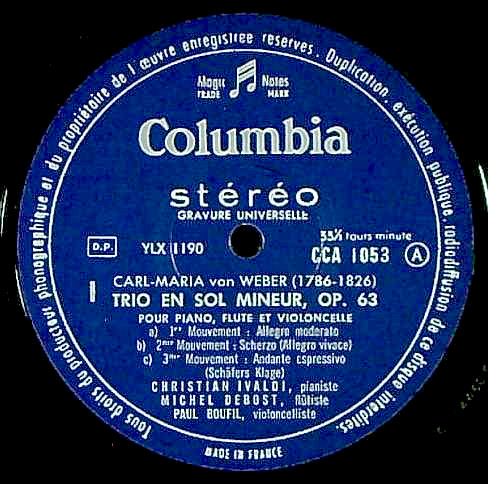 Tous droits du producteur phonographique et du propriétaire de l'œuvre enregistrée réservés. Duplication, exécution publique, radiodiffusion de ce disque interdites.
Magic Notes
TRADE MARK
Columbia
stéréo
GRAVURE UNIVERSELLE
33⅓ tours minute
D.P. YLX 1190 CCA 1053 A
CARL-MARIA von WEBER (1786-1826)
1 TRIO EN SOL MINEUR, OP. 63
POUR PIANO, FLUTE ET VIOLONCELLE
a) 1er Mouvement : Allegro moderato
b) 2me Mouvement : Scherzo (Allegro vivace)
c) 3me Mouvement : Andante espressivo
(Schäfers Klage)
CHRISTIAN IVALDI, pianiste
MICHEL DEBOST, flûtiste
PAUL BOUFIL, violoncelliste
MADE IN FRANCE